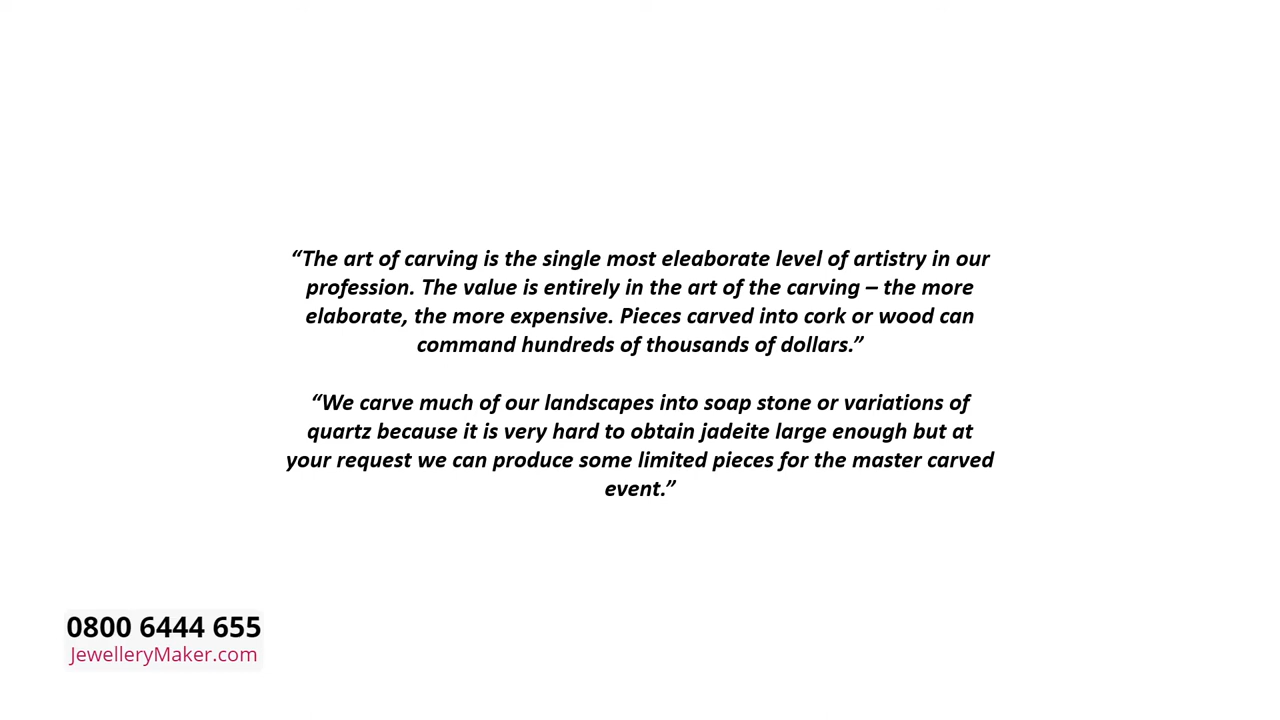 “The art of carving is the single most eleaborate level of artistry in our
profession. The value is entirely in the art of the carving – the more
elaborate, the more expensive. Pieces carved into cork or wood can
command hundreds of thousands of dollars.”
“We carve much of our landscapes into soap stone or variations of
quartz because it is very hard to obtain jadeite large enough but at
your request we can produce some limited pieces for the master carved
event.”
0800 6444 655
JewelleryMaker.com